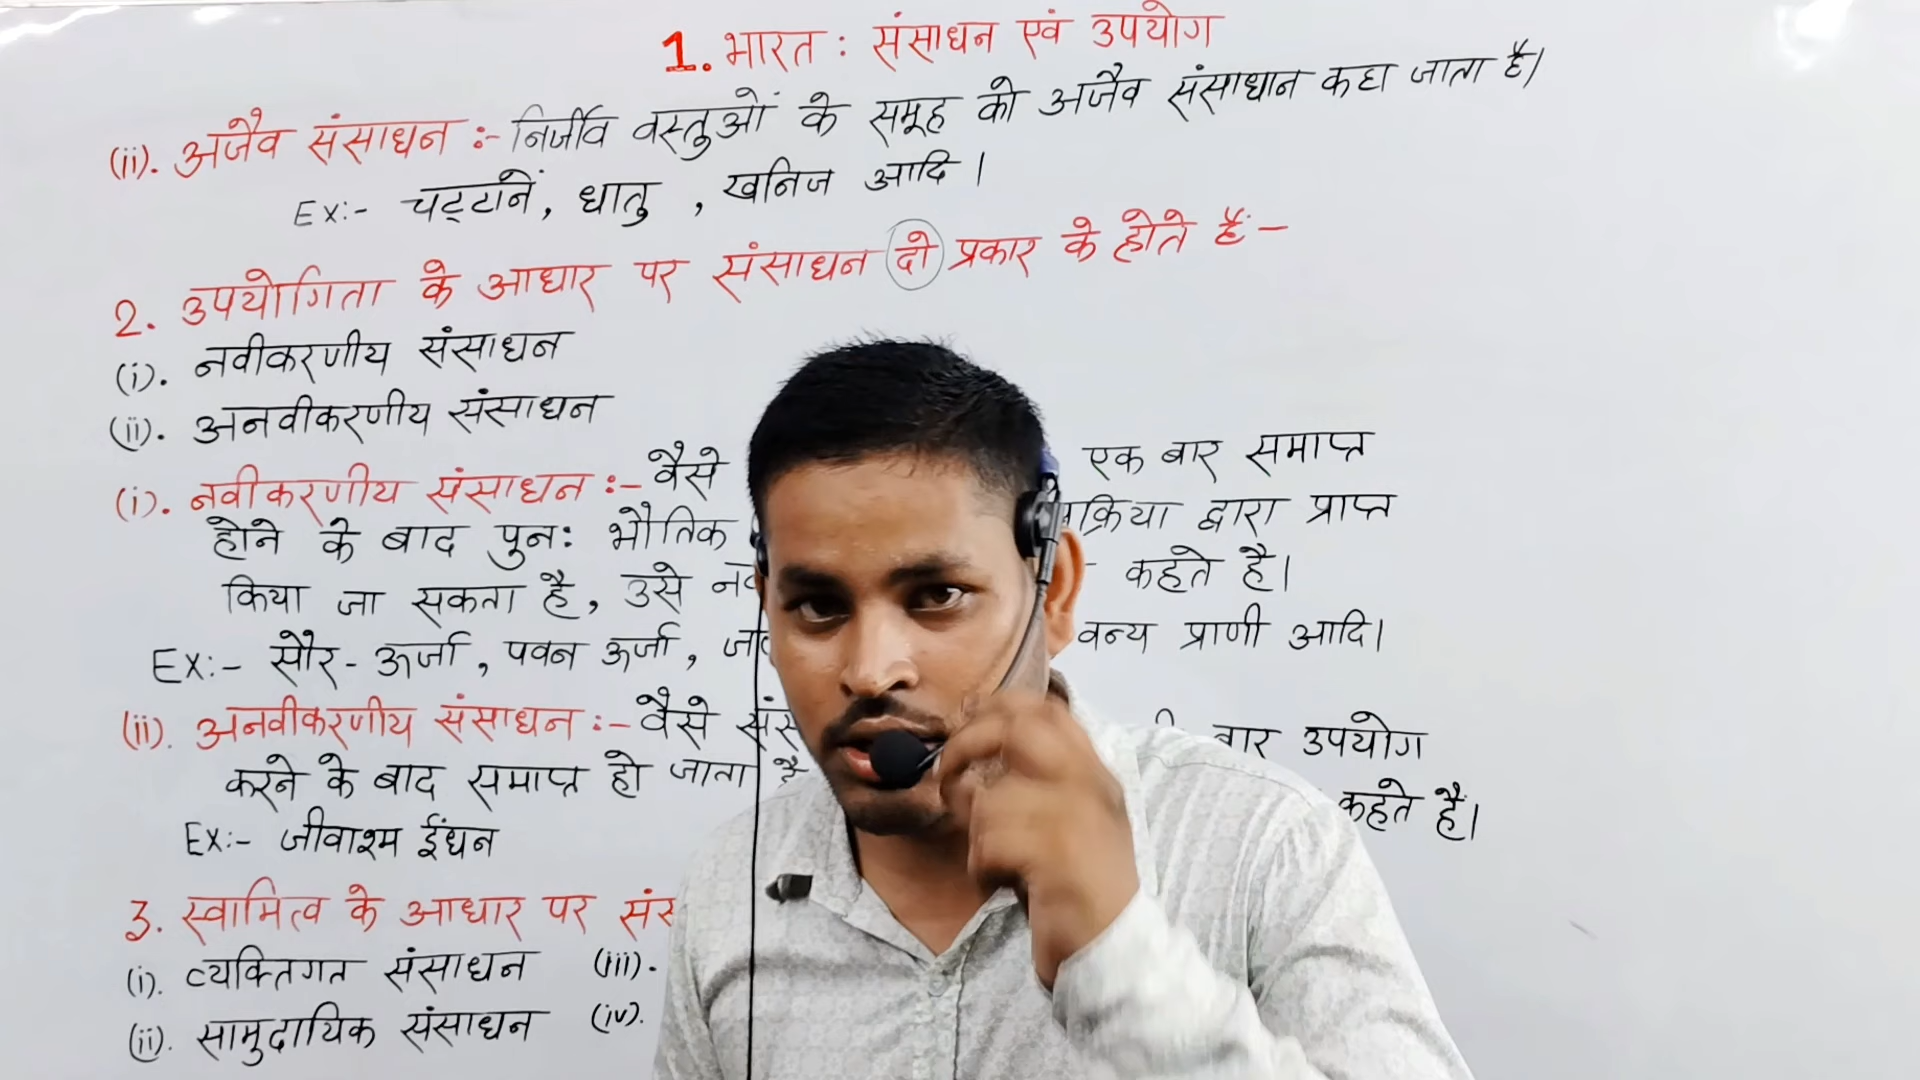 1. भारत : संसाधन एवं उपयोग
(ii). अजैव संसाधन :- निर्जीव वस्तुओं के समूह को अजैव संसाधान कहा जाता है।
Ex:- चट्टानें, धातु , खनिज आदि।
2. उपयोगिता के आधार पर संसाधन दो प्रकार के होते हैं-
(i). नवीकरणीय संसाधन
(ii). अनवीकरणीय संसाधन
(i). नवीकरणीय संसाधन :- वैसे एक बार समाप्त
होने के बाद पुनः भौतिक द्वारा प्राप्त
किया जा सकता है, उसे कहते है।
Ex:- सौर-ऊर्जा, पवन ऊर्जा, वन्य प्राणी आदि।
(ii). अनवीकरणीय संसाधन :- वैसे बार उपयोग
करने के बाद समाप्त हो जाता है कहते है।
Ex:- जीवाश्म ईंधन
3. स्वामित्व के आधार पर
(i). व्यक्तिगत संसाधन (iii).
(ii). सामुदायिक संसाधन (iv).